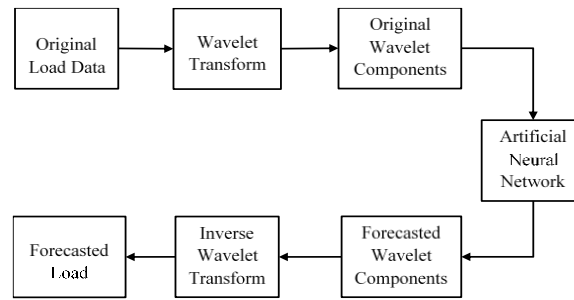 Original
Load Data
Wavelet
Transform
Original
Wavelet
Components
Artificial
Neural
Network
Forecasted
Wavelet
Components
Inverse
Wavelet
Transform
Forecasted
Load